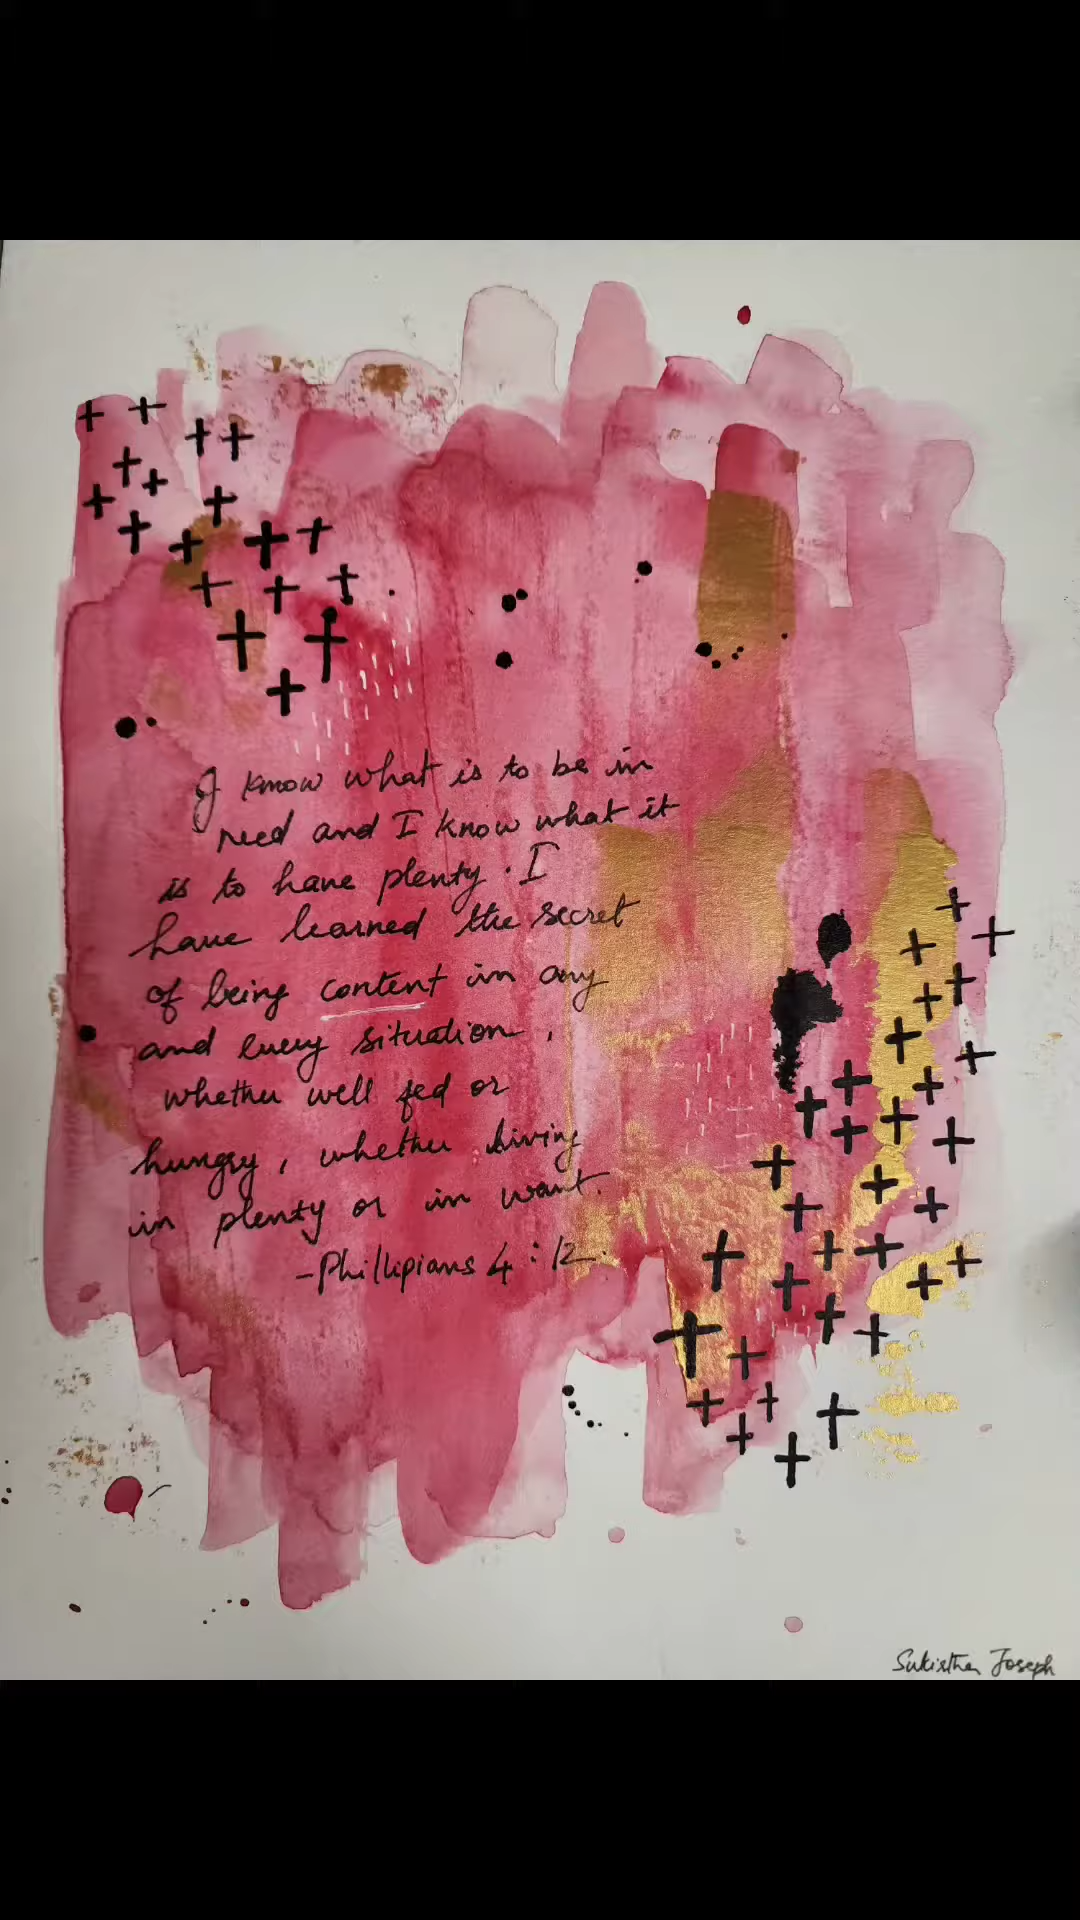 I know what is to be in
need and I know what it
is to have plenty. I
have learned the secret
of being content in any
and every situation,
whether well fed or
hungry, whether living
in plenty or in want.
-Phillipians 4:12.
Sukistha Joseph